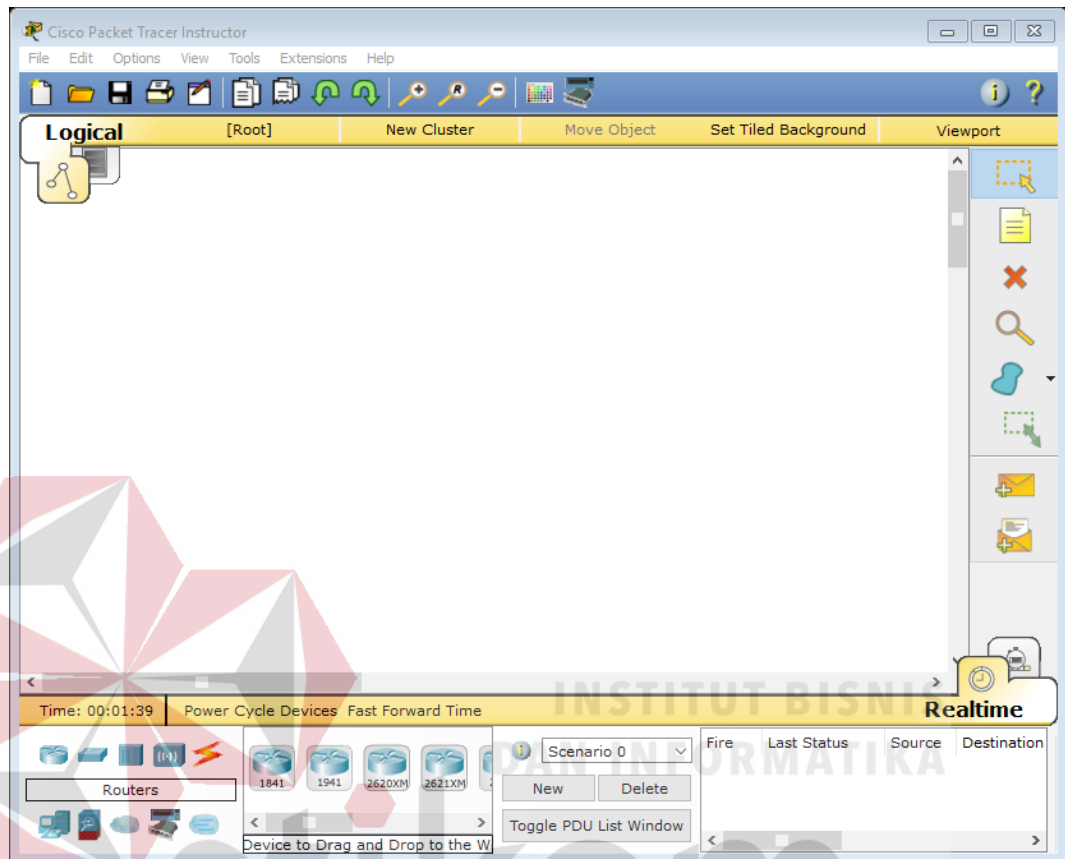 Cisco Packet Tracer Instructor
File Edit Options View Tools Extensions Help
Logical [Root] New Cluster Move Object Set Tiled Background Viewport
INSTITUT BISNIS
Time: 00:01:39 Power Cycle Devices Fast Forward Time Realtime
DAN INFORMATIKA
Routers
1841 1941 2620XM 2621XM
Device to Drag and Drop to the W
Scenario 0
New Delete
Toggle PDU List Window
Fire Last Status Source Destination